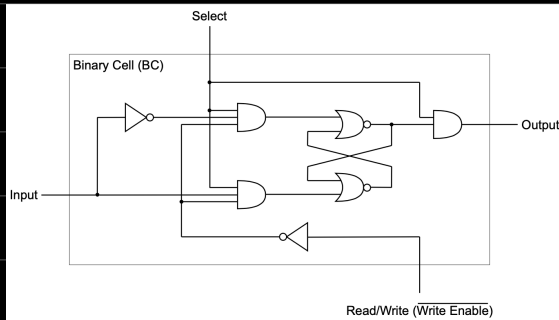 Select
Binary Cell (BC)
Output
Input
Read/Write (Write Enable)